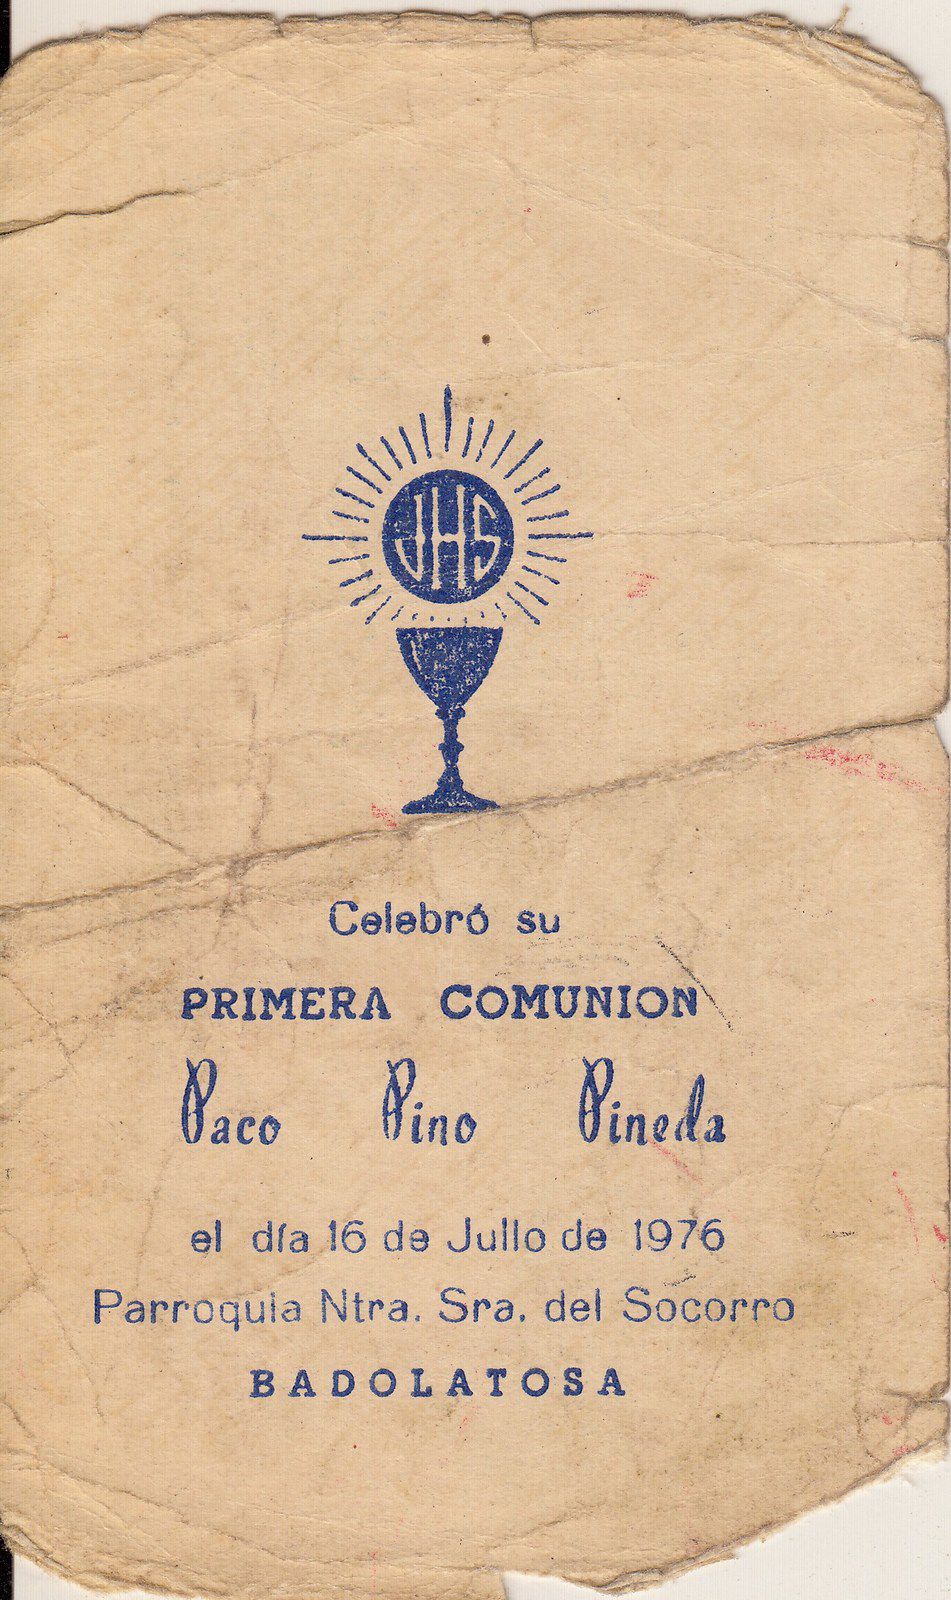 JHS
Celebró su
PRIMERA COMUNION
Paco Pino Pineda
el día 16 de Julio de 1976
Parroquia Ntra. Sra. del Socorro
BADOLATOSA